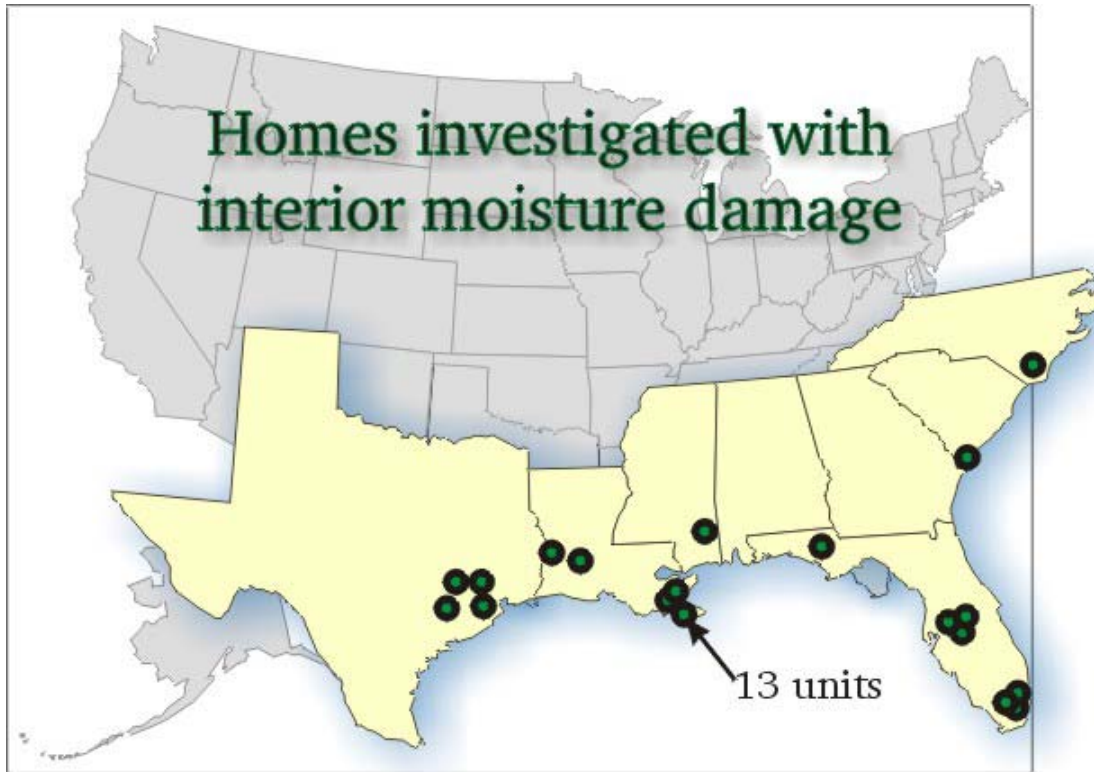 Homes investigated with
interior moisture damage
13 units